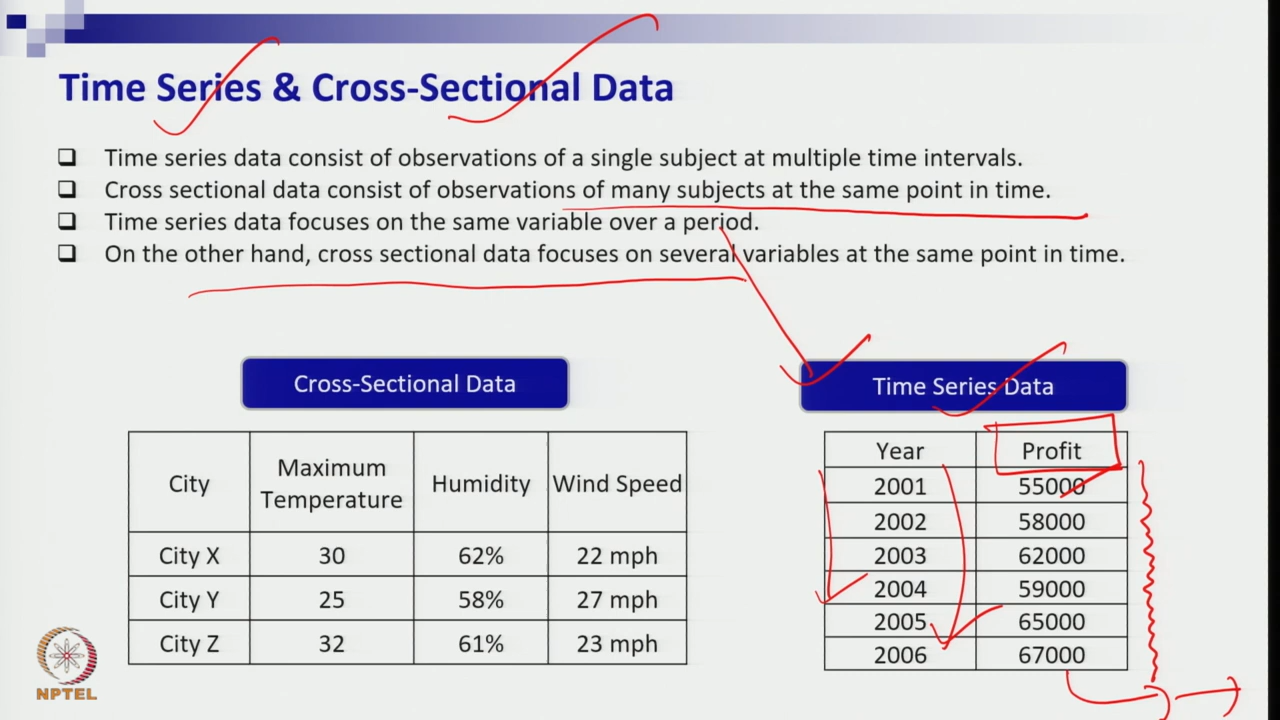 Time Series & Cross-Sectional Data
❑ Time series data consist of observations of a single subject at multiple time intervals.
❑ Cross sectional data consist of observations of many subjects at the same point in time.
❑ Time series data focuses on the same variable over a period.
❑ On the other hand, cross sectional data focuses on several variables at the same point in time.
Cross-Sectional Data
City Maximum Temperature Humidity Wind Speed
City X 30 62% 22 mph
City Y 25 58% 27 mph
City Z 32 61% 23 mph
Time Series Data
Year Profit
2001 55000
2002 58000
2003 62000
2004 59000
2005 65000
2006 67000
NPTEL